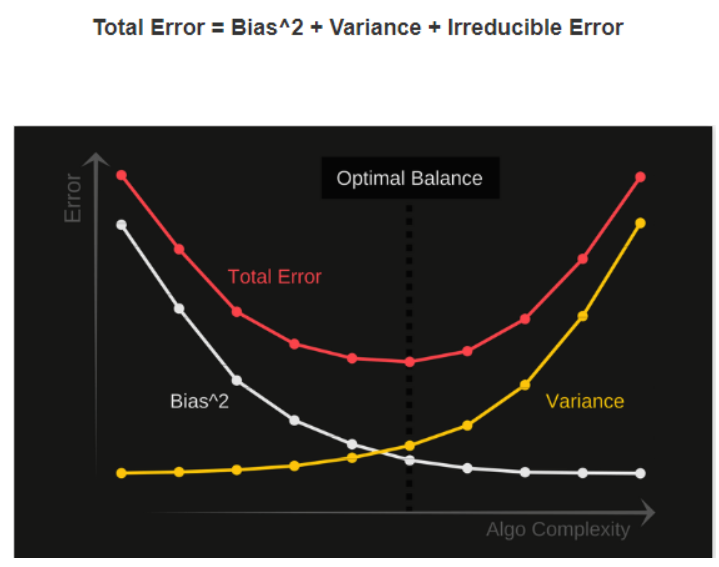 Total Error = Bias^2 + Variance + Irreducible Error
Optimal Balance
Error
Total Error
Bias^2
Variance
Algo Complexity